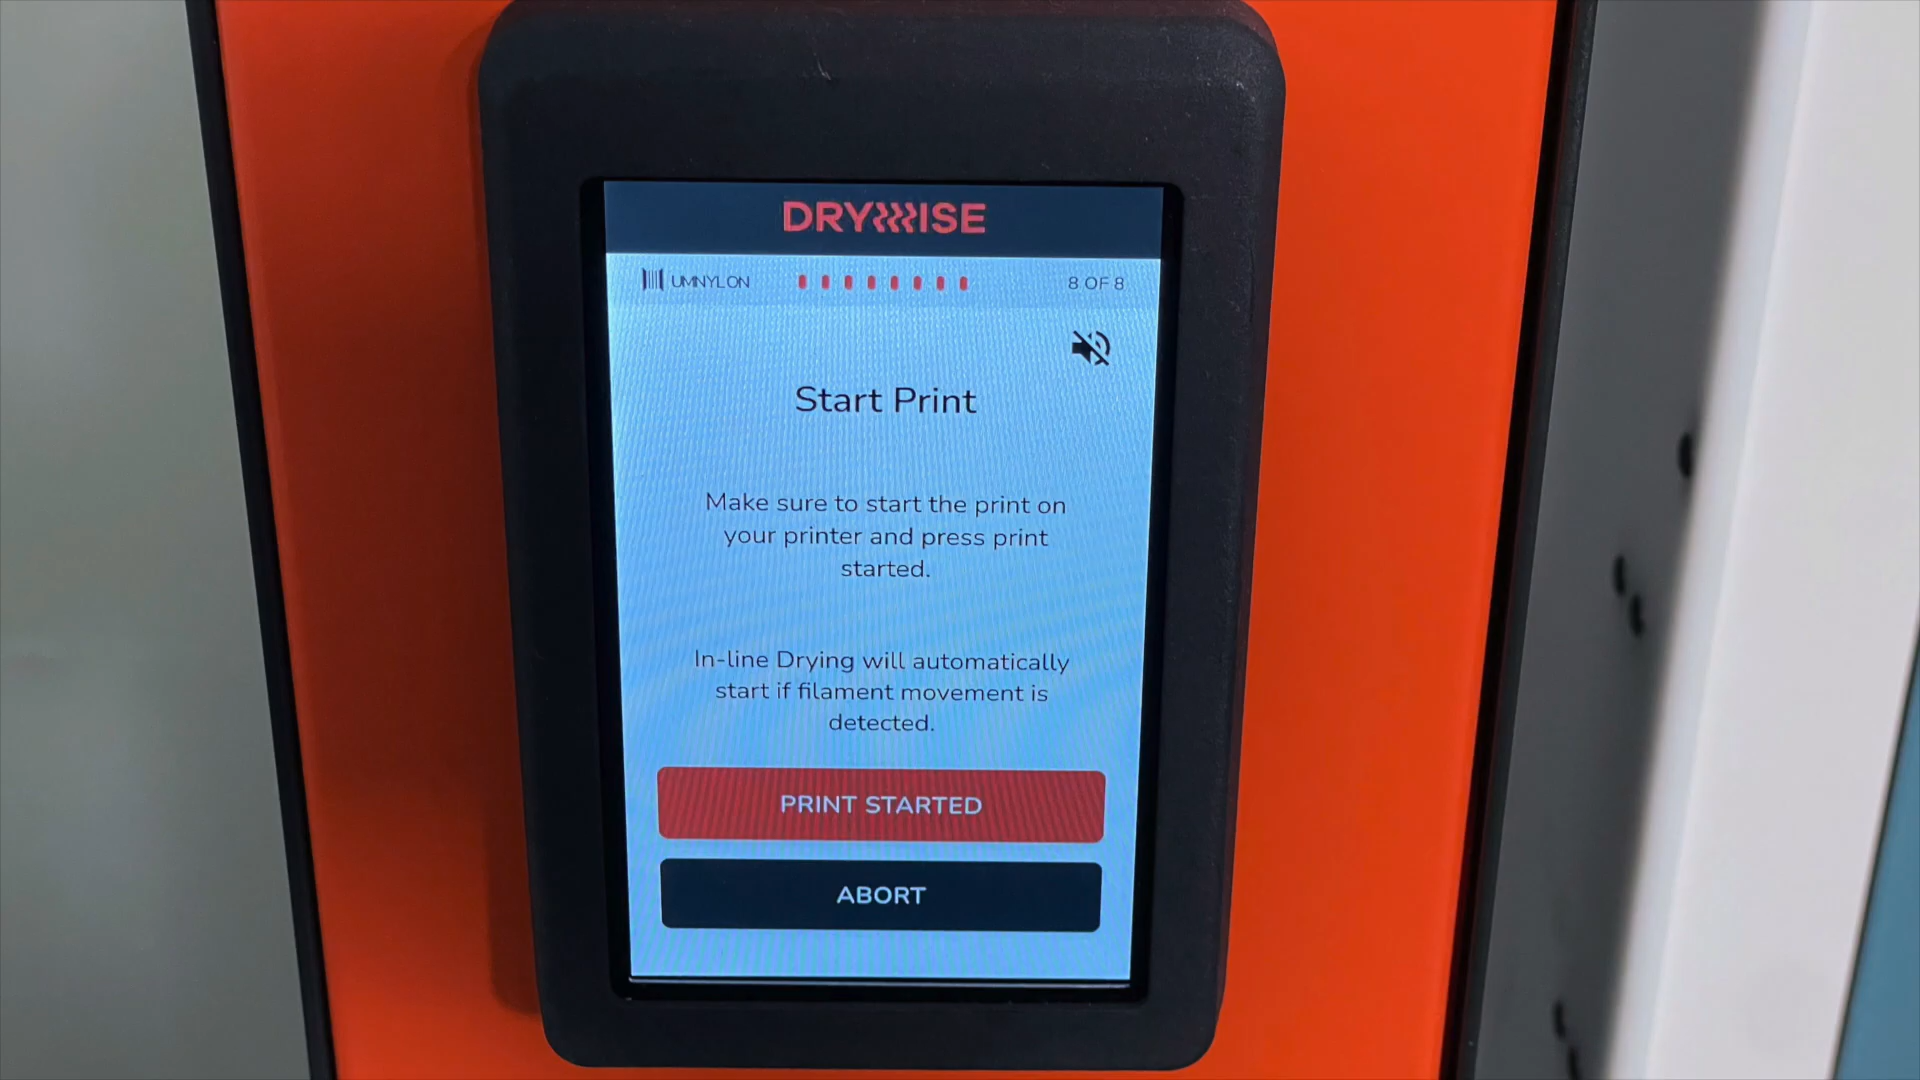 DRYWISE
UMNYLON
8 OF 8
Start Print
Make sure to start the print on
your printer and press print
started.
In-line Drying will automatically
start if filament movement is
detected.
PRINT STARTED
ABORT